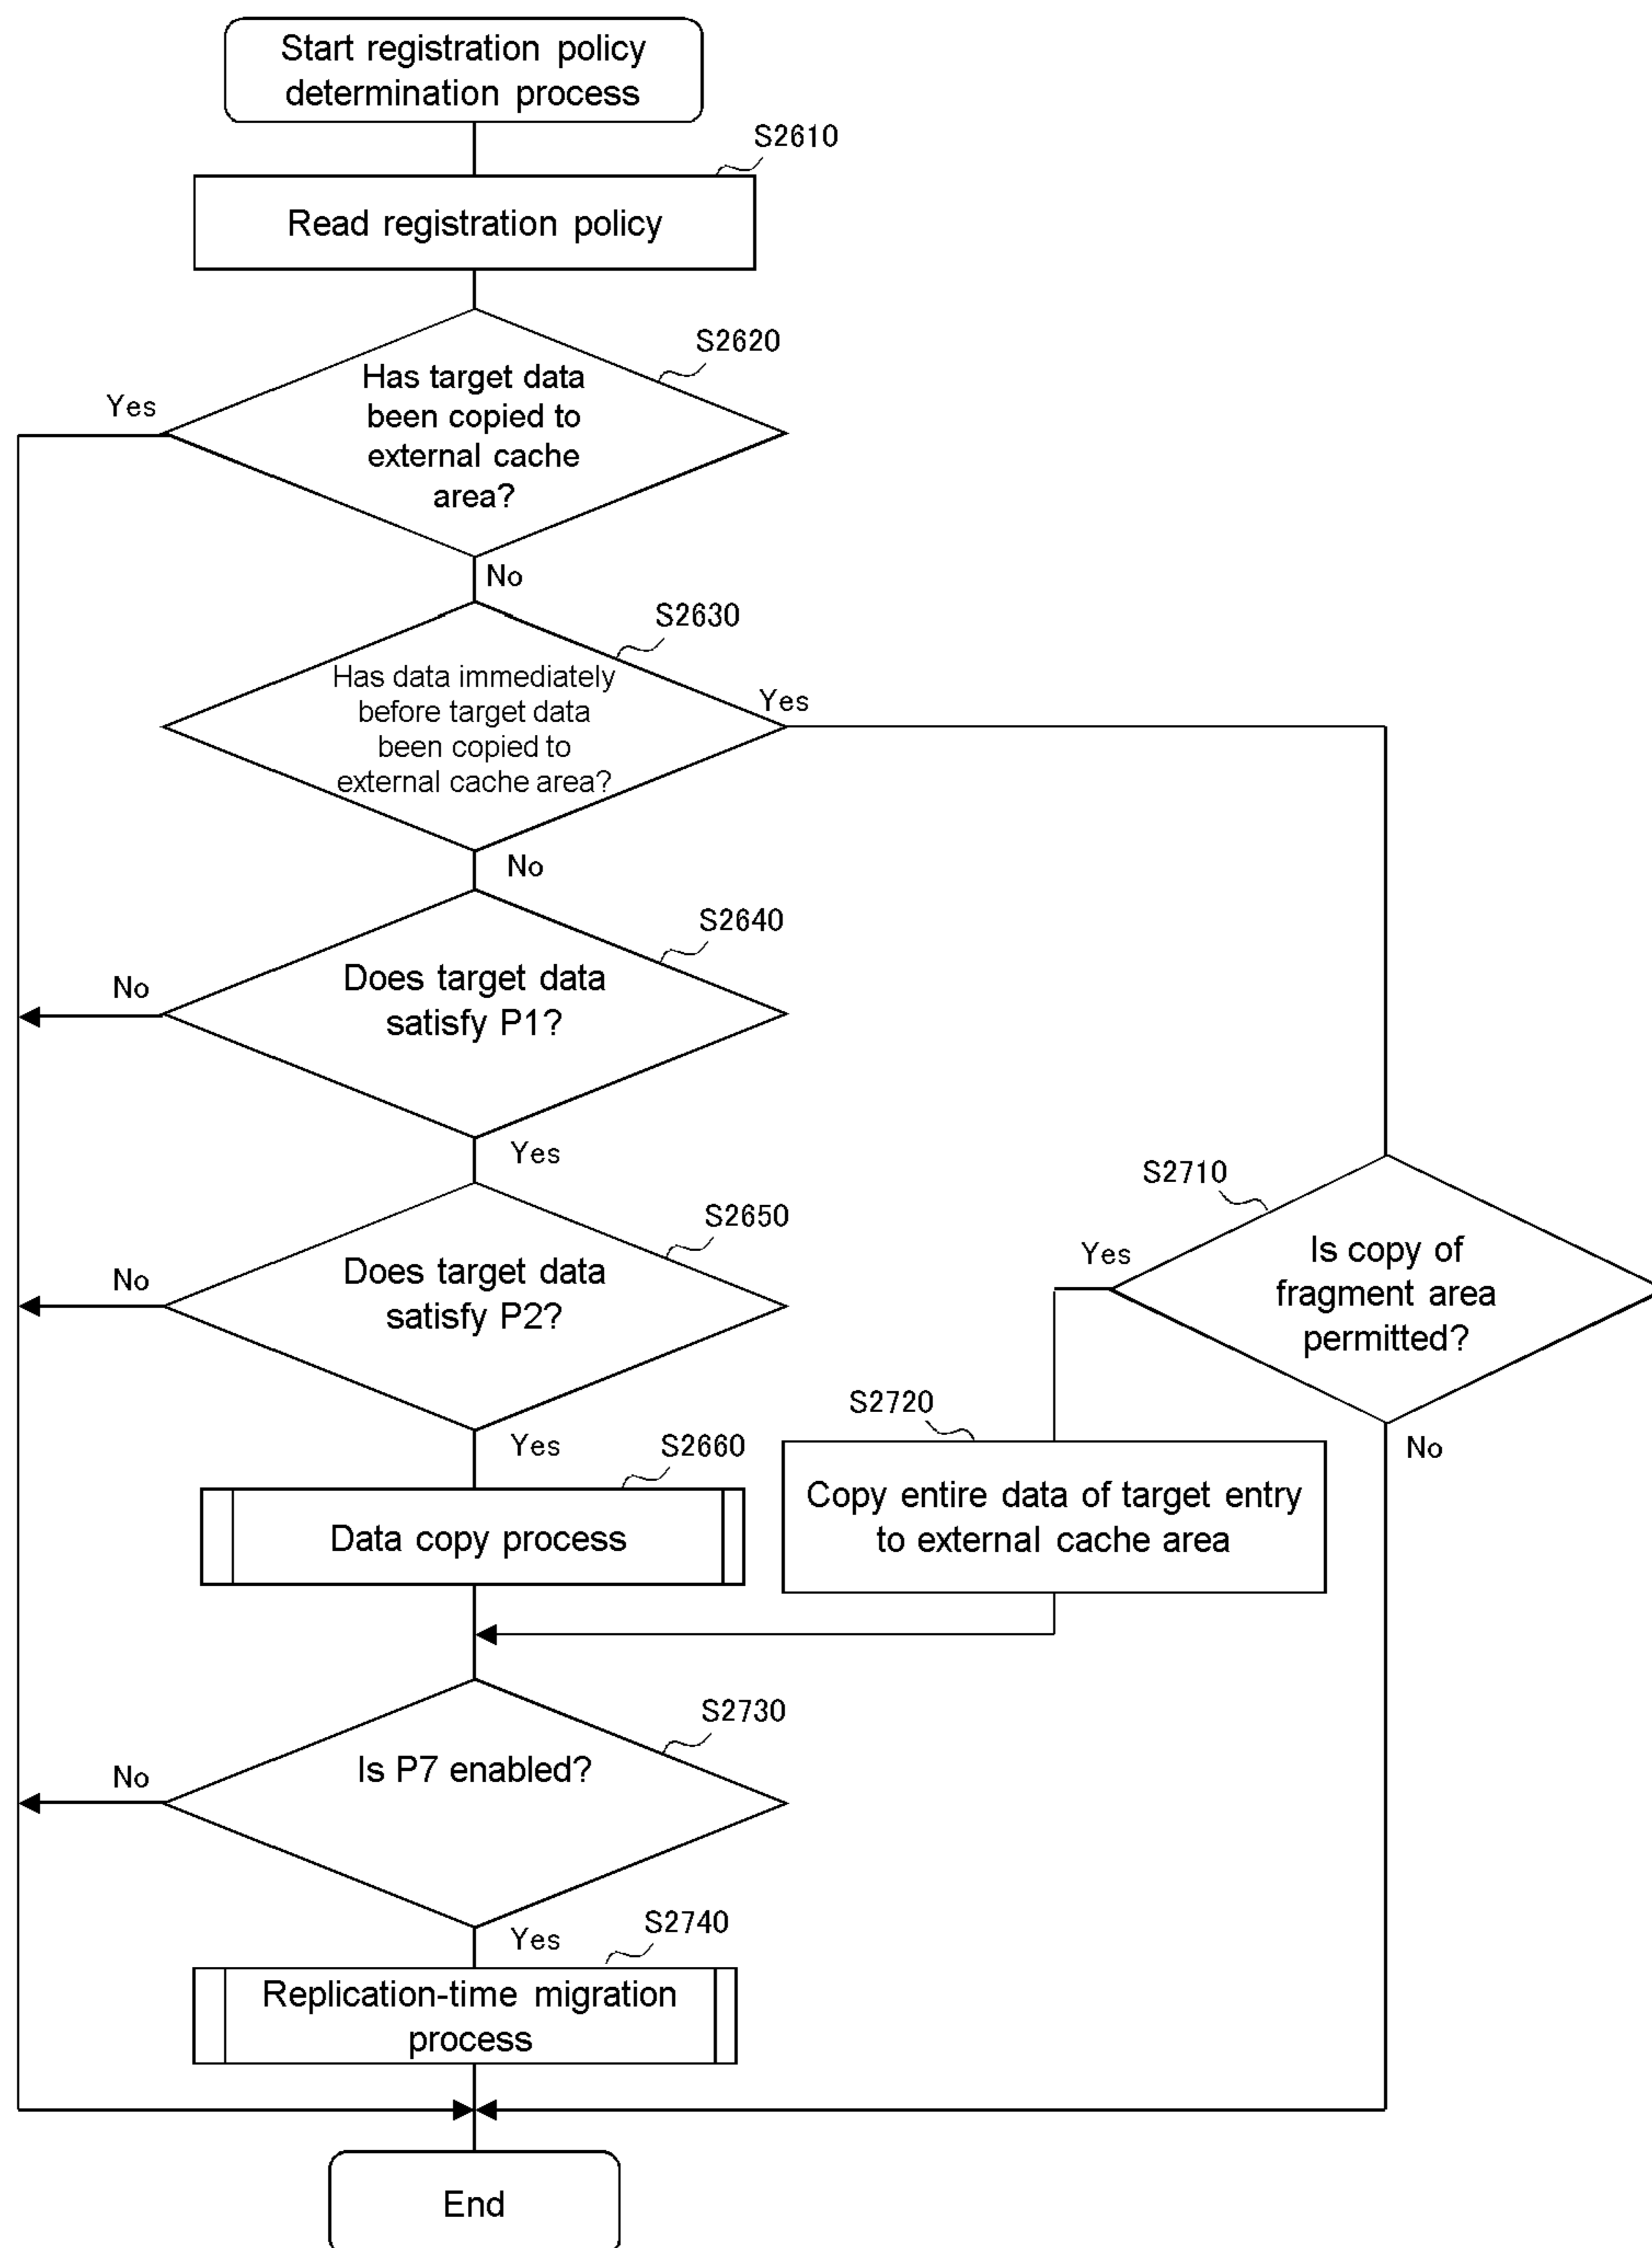 Start registration policy
determination process
S2610
Read registration policy
S2620
Has target data
been copied to
external cache
area?
Yes
No
S2630
Has data immediately
before target data
been copied to
external cache area?
Yes
No
S2640
Does target data
satisfy P1?
No
Yes
S2650
Does target data
satisfy P2?
No
Yes
S2710
Is copy of
fragment area
permitted?
Yes
No
S2660
Data copy process
S2720
Copy entire data of target entry
to external cache area
S2730
Is P7 enabled?
No
Yes
S2740
Replication-time migration
process
End